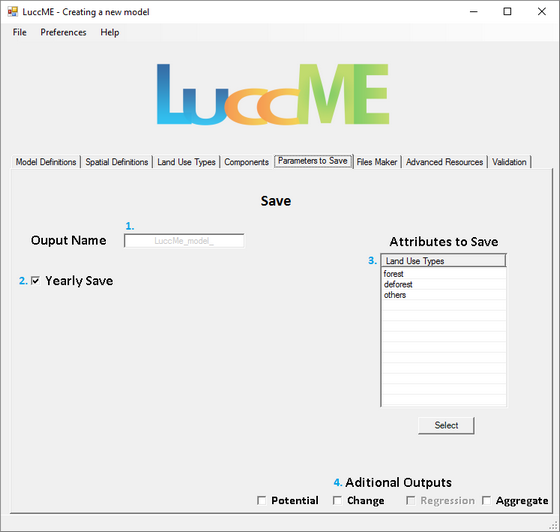 LuccME - Creating a new model
File Preferences Help
LuccME
Model Definitions Spatial Definitions Land Use Types Components Parameters to Save Files Maker Advanced Resources Validation
Save
1.
Ouput Name LuccMe_model_
Attributes to Save
2. Yearly Save
3. Land Use Types
forest
deforest
others
Select
4. Aditional Outputs
Potential Change Regression Aggregate